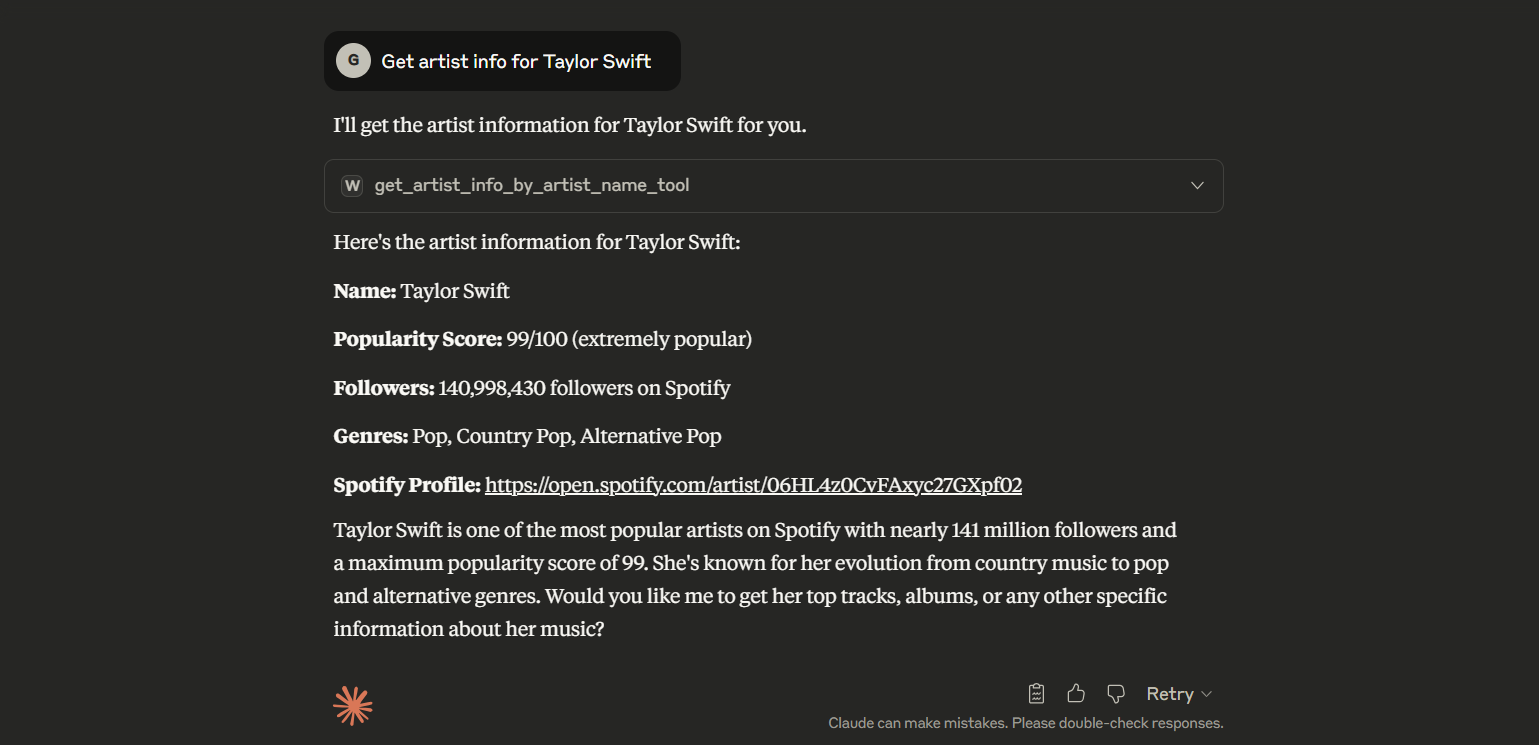 G
Get artist info for Taylor Swift
I'll get the artist information for Taylor Swift for you.
W get_artist_info_by_artist_name_tool
Here's the artist information for Taylor Swift:
Name: Taylor Swift
Popularity Score: 99/100 (extremely popular)
Followers: 140,998,430 followers on Spotify
Genres: Pop, Country Pop, Alternative Pop
Spotify Profile: https://open.spotify.com/artist/06HL4z0CvFAxyc27GXpf02
Taylor Swift is one of the most popular artists on Spotify with nearly 141 million followers and
a maximum popularity score of 99. She's known for her evolution from country music to pop
and alternative genres. Would you like me to get her top tracks, albums, or any other specific
information about her music?
Retry
Claude can make mistakes. Please double-check responses.